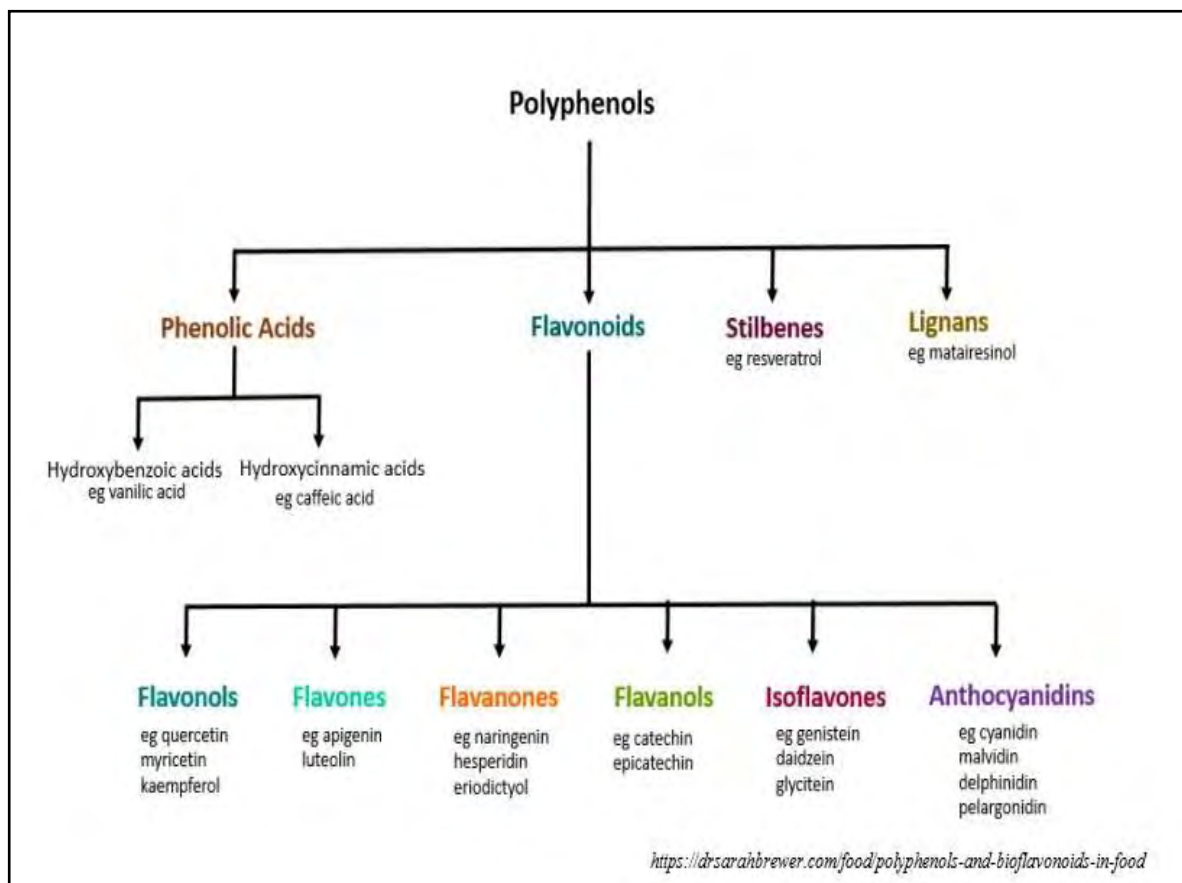 Polyphenols
Phenolic Acids
Flavonoids
Stilbenes
eg resveratrol
Lignans
eg matairesinol
Hydroxybenzoic acids
eg vanilic acid
Hydroxycinnamic acids
eg caffeic acid
Flavonols
eg quercetin
myricetin
kaempferol
Flavones
eg apigenin
luteolin
Flavanones
eg naringenin
hesperidin
eriodictyol
Flavanols
eg catechin
epicatechin
Isoflavones
eg genistein
daidzein
glycitein
Anthocyanidins
eg cyanidin
malvidin
delphinidin
pelargonidin
https://drsarahbrewer.com/food/polyphenols-and-bioflavonoids-in-food